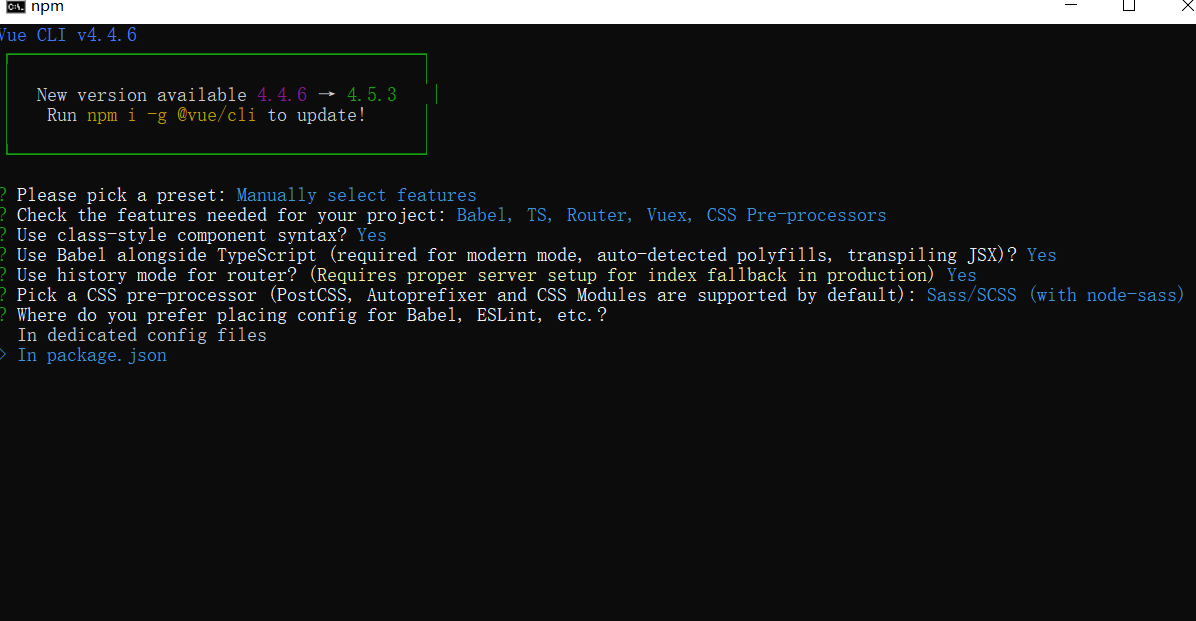 npm
Vue CLI v4.4.6
New version available 4.4.6 → 4.5.3
Run npm i -g @vue/cli to update!
? Please pick a preset: Manually select features
? Check the features needed for your project: Babel, TS, Router, Vuex, CSS Pre-processors
? Use class-style component syntax? Yes
? Use Babel alongside TypeScript (required for modern mode, auto-detected polyfills, transpiling JSX)? Yes
? Use history mode for router? (Requires proper server setup for index fallback in production) Yes
? Pick a CSS pre-processor (PostCSS, Autoprefixer and CSS Modules are supported by default): Sass/SCSS (with node-sass)
? Where do you prefer placing config for Babel, ESLint, etc.?
In dedicated config files
> In package.json